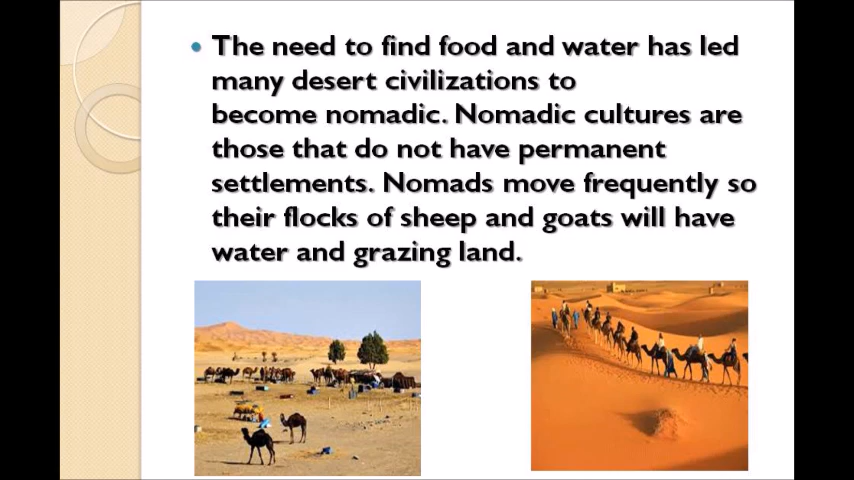 The need to find food and water has led
many desert civilizations to
become nomadic. Nomadic cultures are
those that do not have permanent
settlements. Nomads move frequently so
their flocks of sheep and goats will have
water and grazing land.